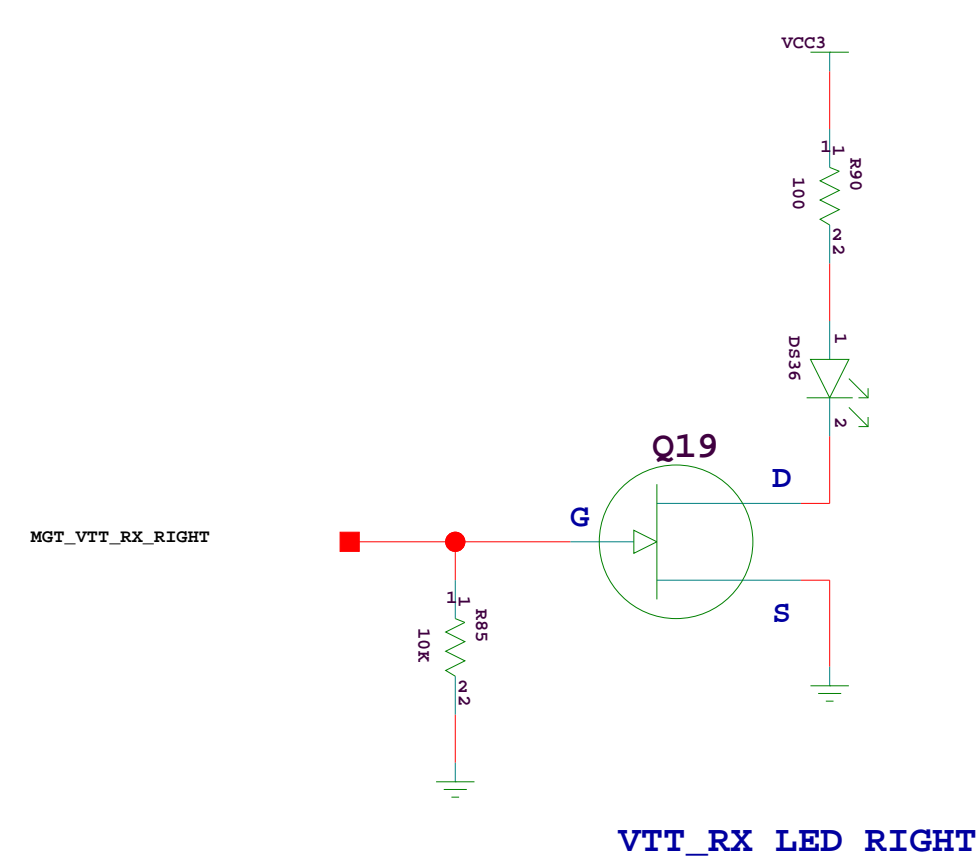 VCC3
1
1
R90
100
2
2
1
DS36
2
Q19
D
G
MGT_VTT_RX_RIGHT
S
1
1
R85
10K
2
2
VTT_RX LED RIGHT